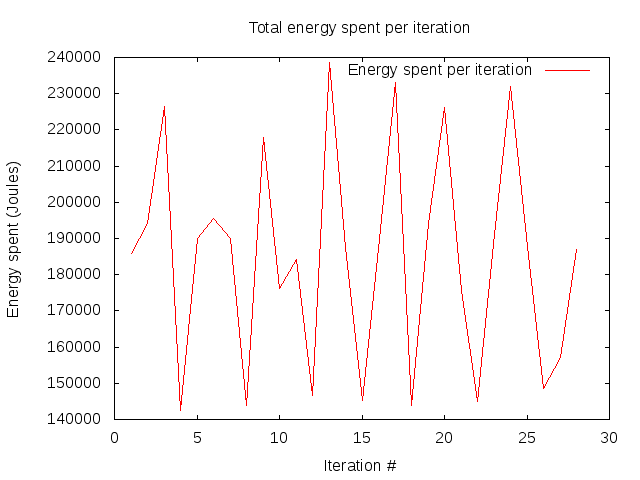 Total energy spent per iteration
Energy spent per iteration
Energy spent (Joules)
240000
230000
220000
210000
200000
190000
180000
170000
160000
150000
140000
0 5 10 15 20 25 30
Iteration #